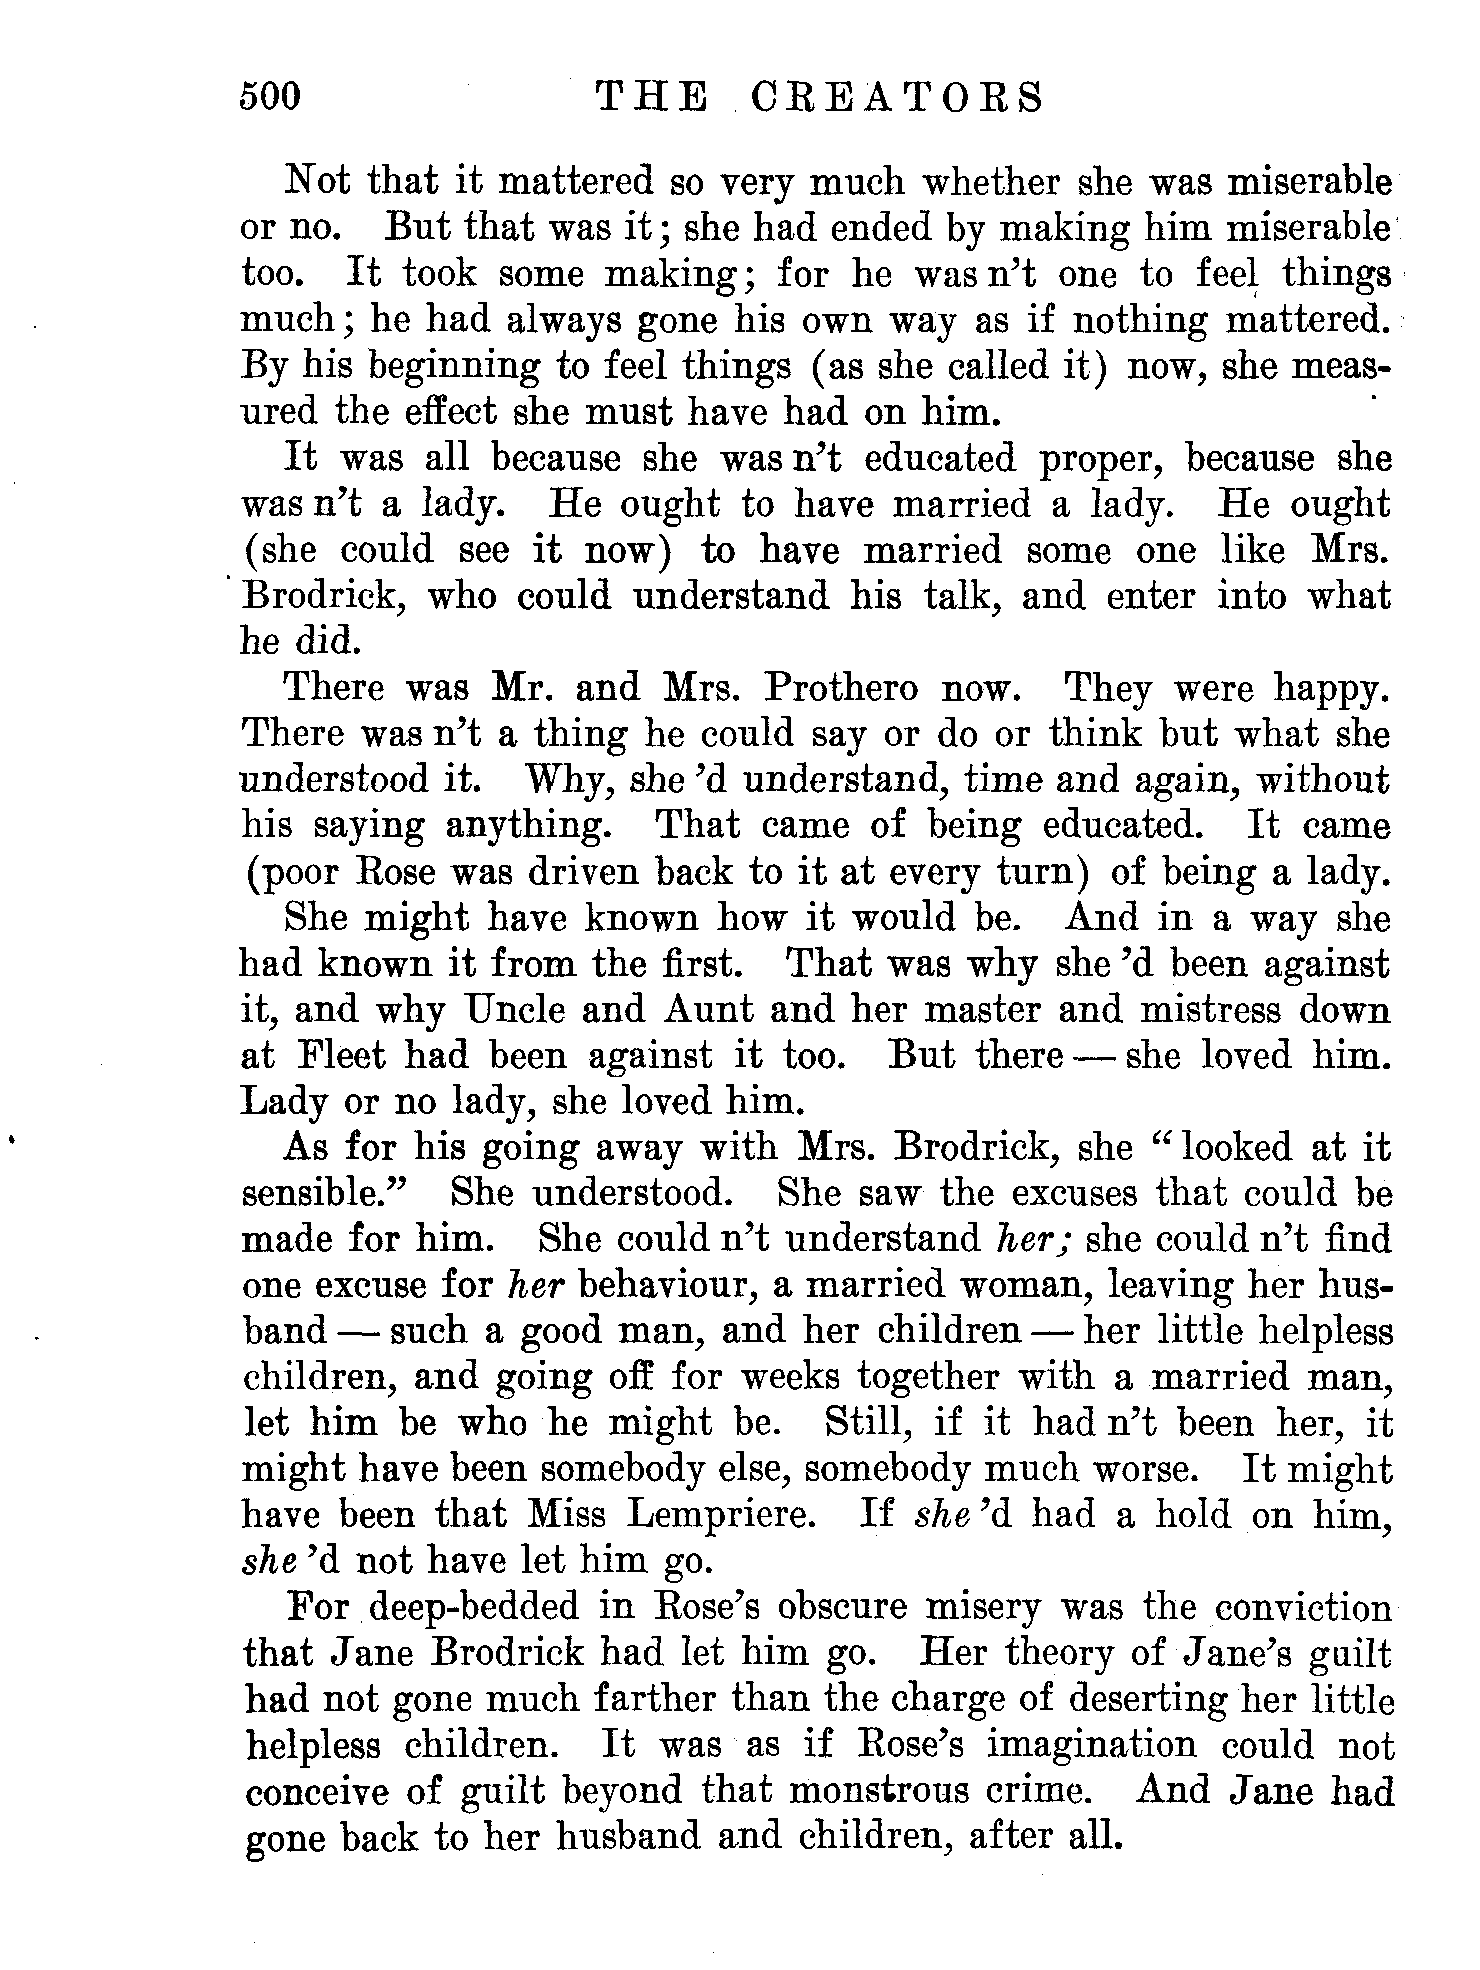 500 THE CREATORS
Not that it mattered so very much whether she was miserable
or no. But that was it; she had ended by making him miserable
too. It took some making; for he was n't one to feel things
much; he had always gone his own way as if nothing mattered.
By his beginning to feel things (as she called it) now, she meas-
ured the effect she must have had on him.
It was all because she was n't educated proper, because she
was n't a lady. He ought to have married a lady. He ought
(she could see it now) to have married some one like Mrs.
Brodrick, who could understand his talk, and enter into what
he did.
There was Mr. and Mrs. Prothero now. They were happy.
There was n't a thing he could say or do or think but what she
understood it. Why, she 'd understand, time and again, without
his saying anything. That came of being educated. It came
(poor Rose was driven back to it at every turn) of being a lady.
She might have known how it would be. And in a way she
had known it from the first. That was why she 'd been against
it, and why Uncle and Aunt and her master and mistress down
at Fleet had been against it too. But there — she loved him.
Lady or no lady, she loved him.
As for his going away with Mrs. Brodrick, she "looked at it
sensible." She understood. She saw the excuses that could be
made for him. She could n't understand her; she could n't find
one excuse for her behaviour, a married woman, leaving her hus-
band — such a good man, and her children — her little helpless
children, and going off for weeks together with a married man,
let him be who he might be. Still, if it had n't been her, it
might have been somebody else, somebody much worse. It might
have been that Miss Lempriere. If she 'd had a hold on him,
she 'd not have let him go.
For deep-bedded in Rose's obscure misery was the conviction
that Jane Brodrick had let him go. Her theory of Jane's guilt
had not gone much farther than the charge of deserting her little
helpless children. It was as if Rose's imagination could not
conceive of guilt beyond that monstrous crime. And Jane had
gone back to her husband and children, after all.